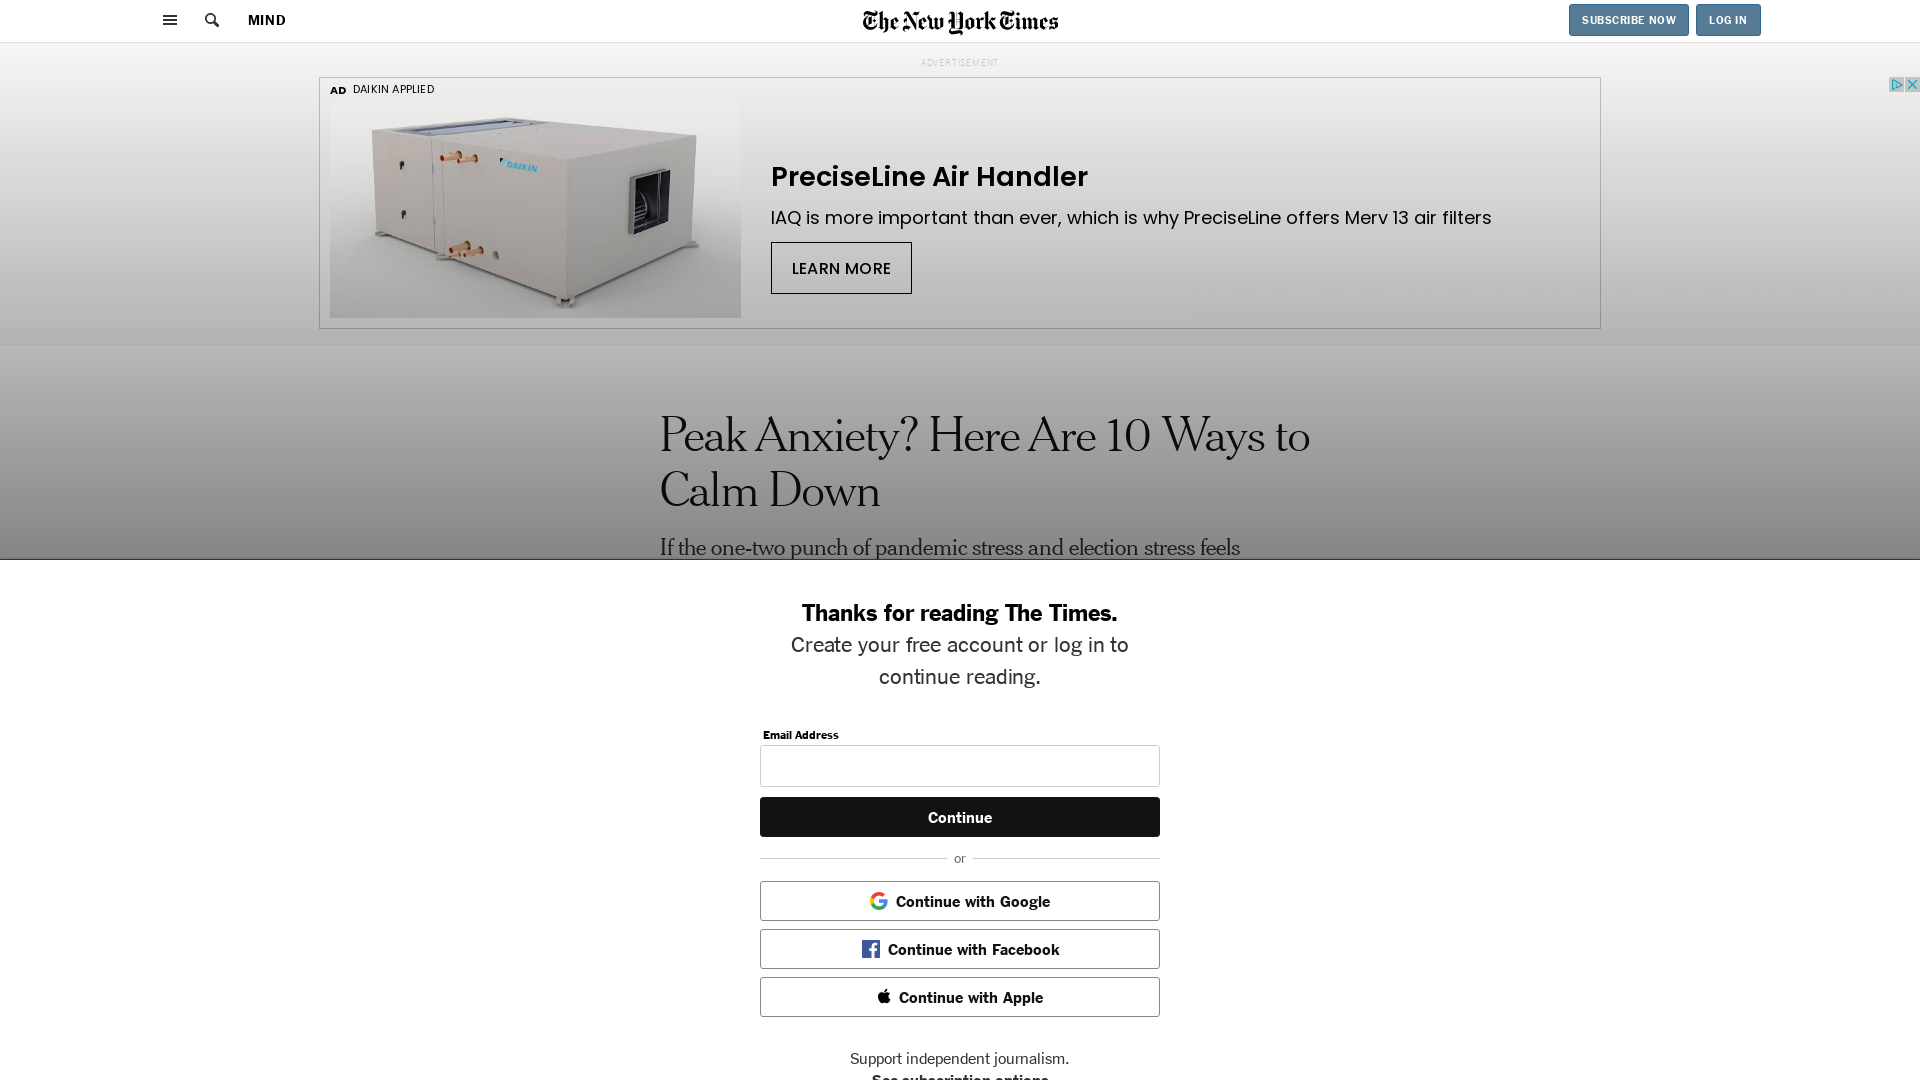 MIND
The New York Times
SUBSCRIBE NOW
LOG IN
ADVERTISEMENT
AD DAIKIN APPLIED
DAIKIN
PreciseLine Air Handler
IAQ is more important than ever, which is why PreciseLine offers Merv 13 air filters
LEARN MORE
Peak Anxiety? Here Are 10 Ways to
Calm Down
If the one-two punch of pandemic stress and election stress feels
Thanks for reading The Times.
Create your free account or log in to
continue reading.
Email Address
Continue
or
Continue with Google
Continue with Facebook
Continue with Apple
Support independent journalism.
See subscription options